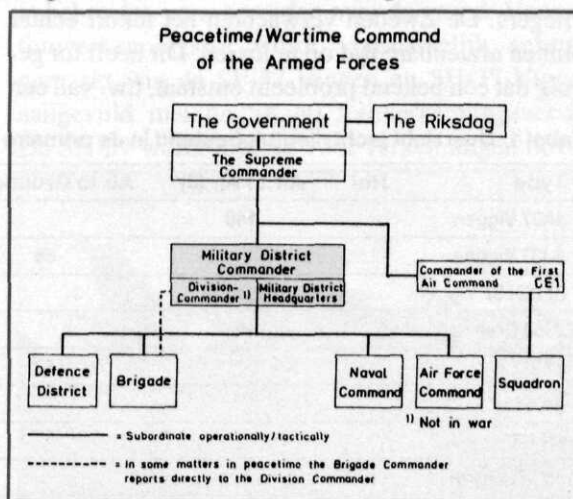 Peacetime/Wartime Command
of the Armed Forces
The Government
The Riksdag
The Supreme
Commander
Military District
Commander
Division-
Commander 1)
Military District
Headquarters
Commander of the First
Air Command CE1
Defence
District
Brigade
Naval
Command
Air Force
Command
Squadron
1) Not in war
= Subordinate operationally/tactically
= In some matters in peacetime the Brigade Commander
reports directly to the Division Commander